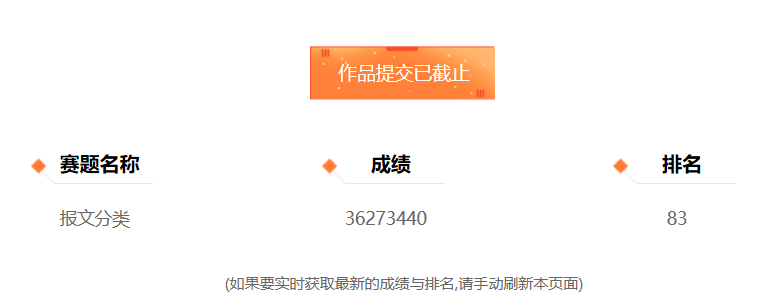 作品提交已截止
赛题名称 成绩 排名
报文分类 36273440 83
(如果要实时获取最新的成绩与排名,请手动刷新本页面)